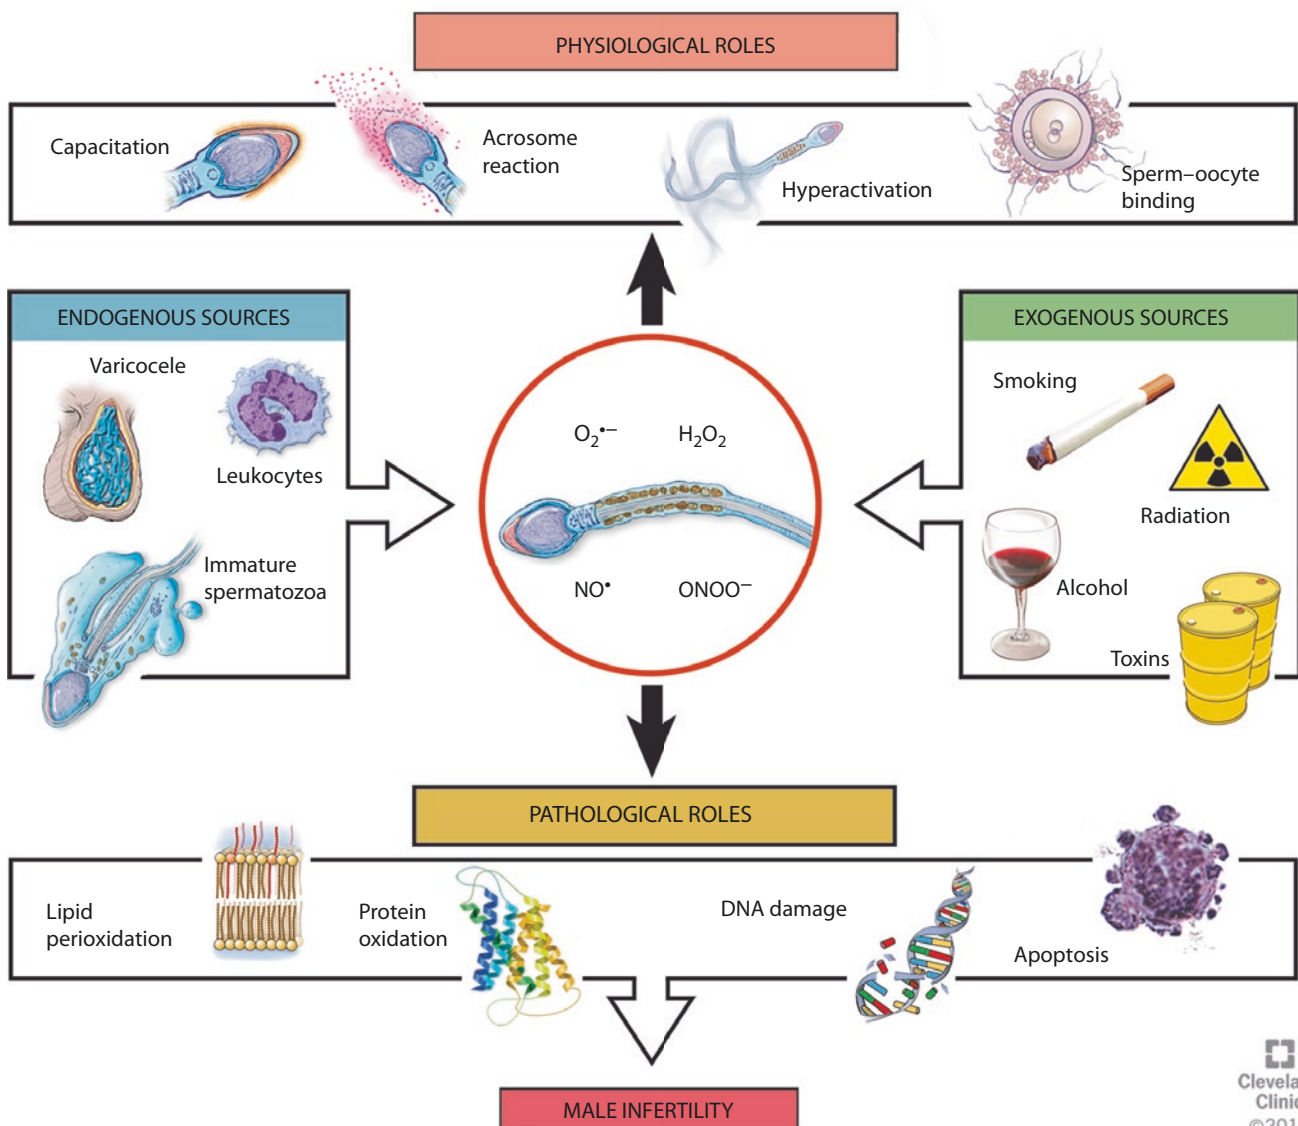 PHYSIOLOGICAL ROLES
Capacitation
Acrosome
reaction
Hyperactivation
Sperm–oocyte
binding
ENDOGENOUS SOURCES
Varicocele
Leukocytes
Immature
spermatozoa
O₂•– H₂O₂
NO• ONOO–
EXOGENOUS SOURCES
Smoking
Radiation
Alcohol
Toxins
PATHOLOGICAL ROLES
Lipid
perioxidation
Protein
oxidation
DNA damage
Apoptosis
MALE INFERTILITY
Clinic